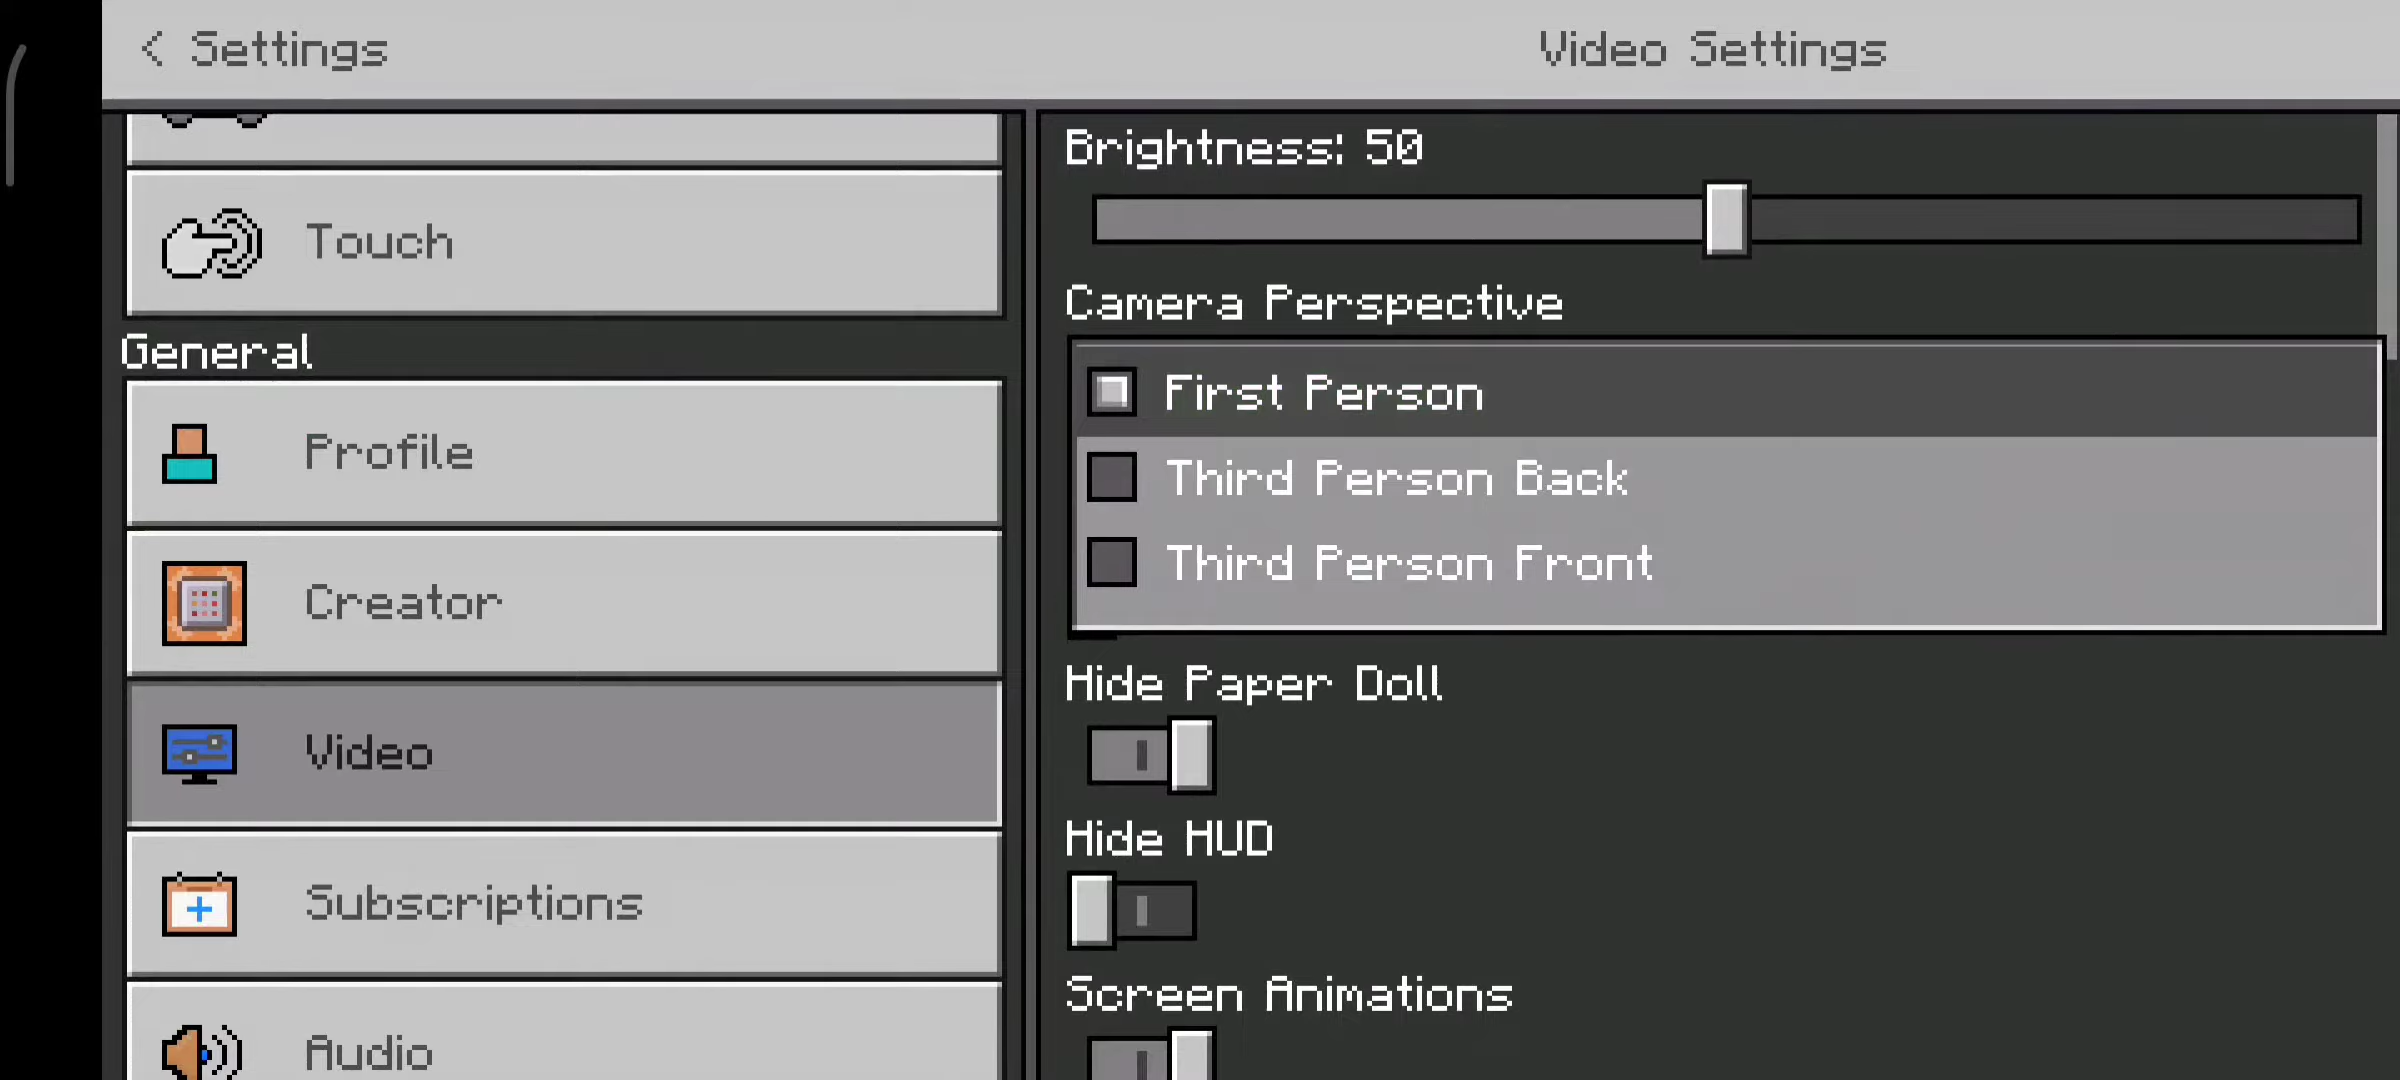 < Settings
Video Settings
Touch
General
Profile
Creator
Video
Subscriptions
Audio
Brightness: 50
Camera Perspective
First Person
Third Person Back
Third Person Front
Hide Paper Doll
Hide HUD
Screen Animations